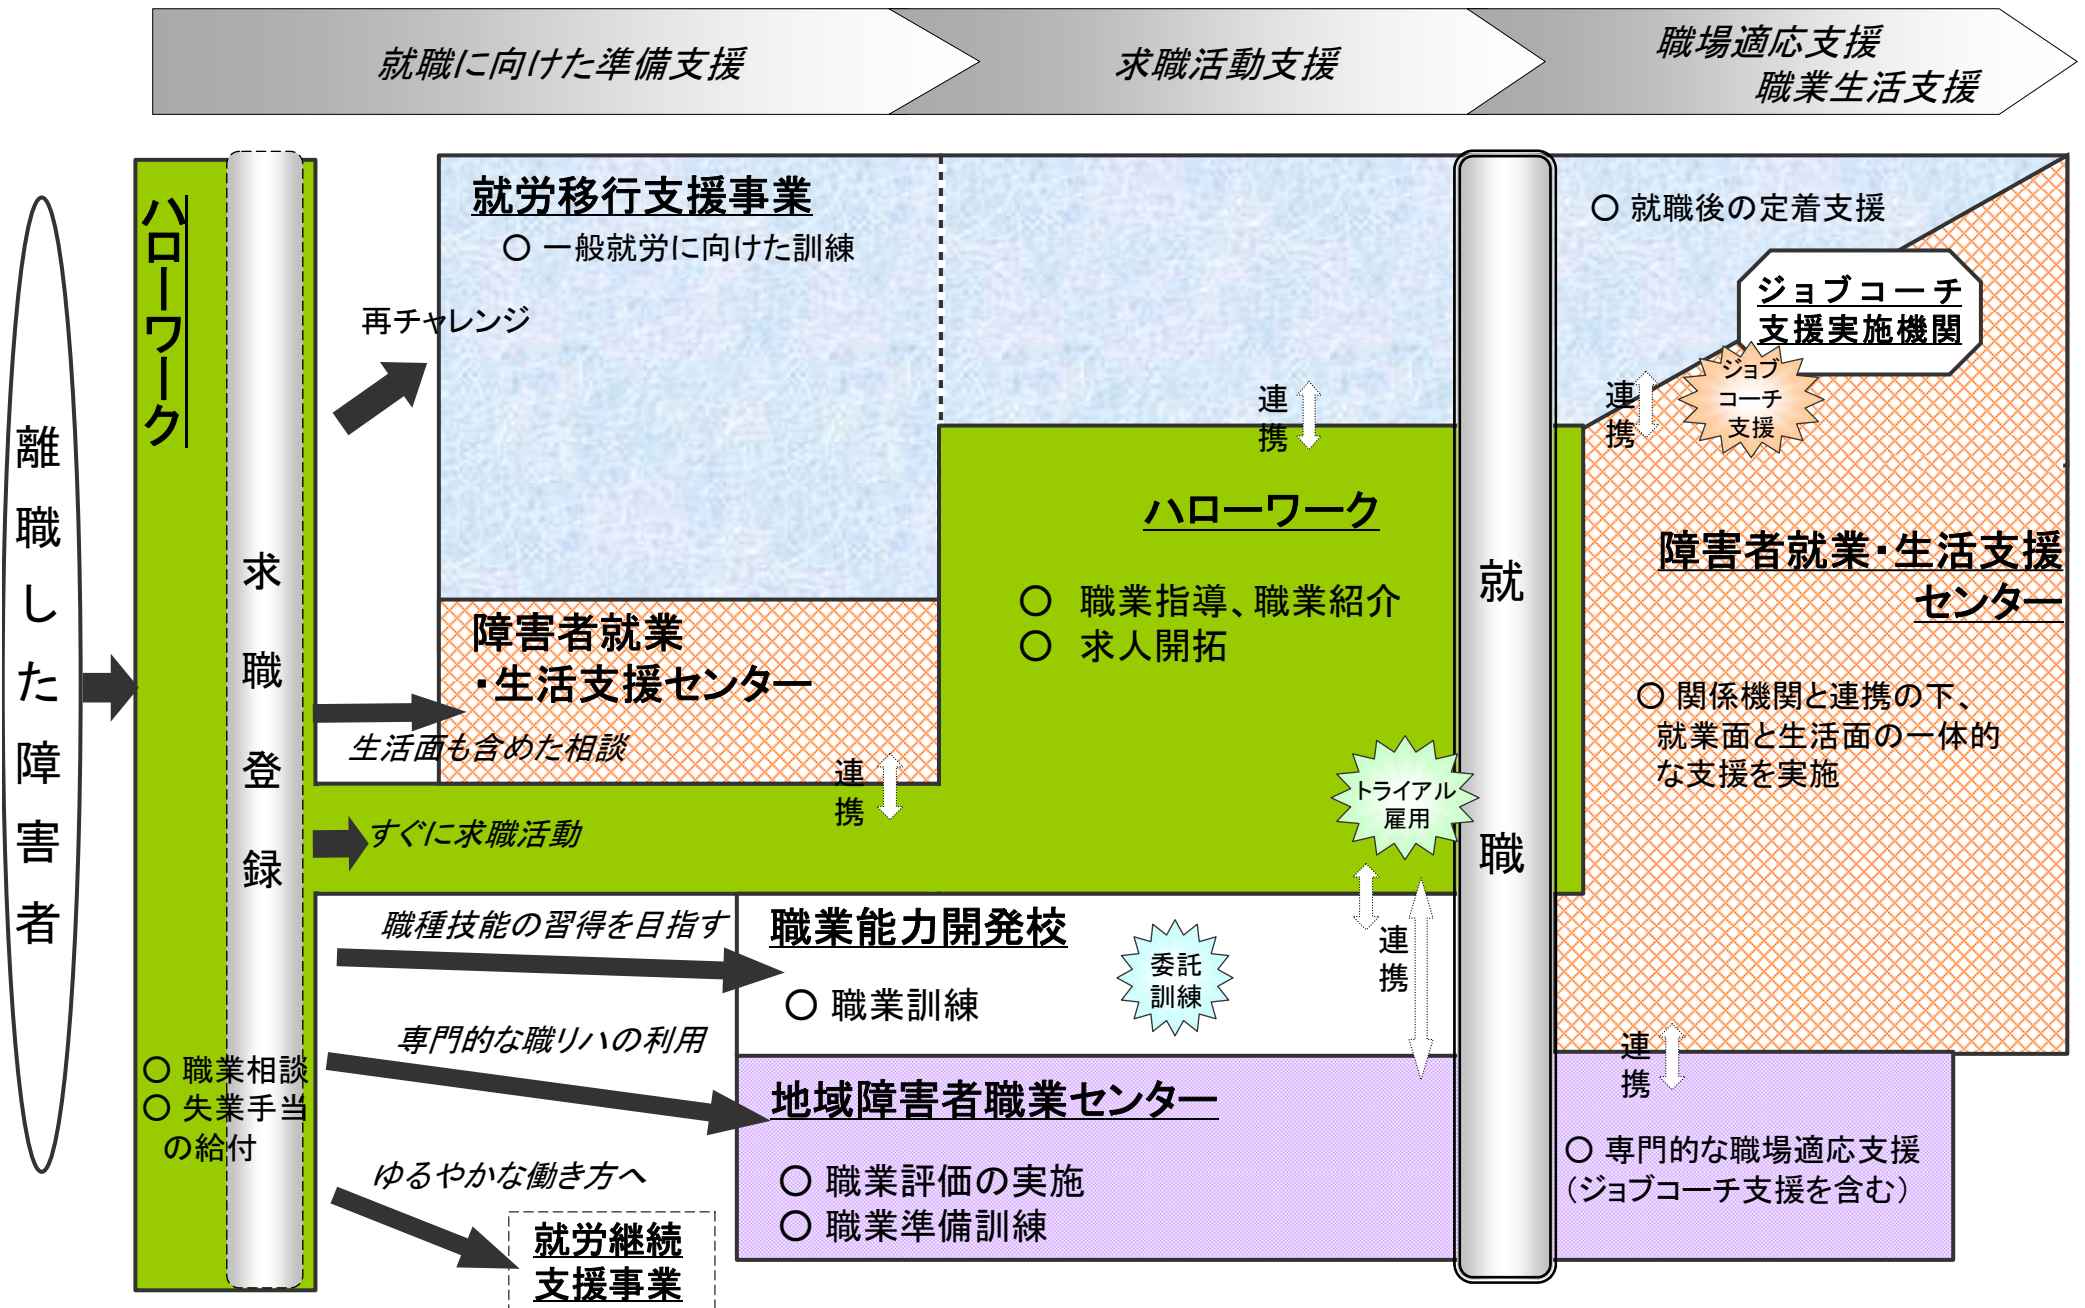 就職に向けた準備支援
求職活動支援
職場適応支援
職業生活支援
離職した障害者
ハローワーク
求職登録
○ 職業相談
○ 失業手当
の給付
再チャレンジ
生活面も含めた相談
すぐに求職活動
職種技能の習得を目指す
専門的な職リハの利用
ゆるやかな働き方へ
就労移行支援事業
○ 一般就労に向けた訓練
障害者就業
・生活支援センター
連携
就労継続
支援事業
連携
ハローワーク
○ 職業指導、職業紹介
○ 求人開拓
トライアル
雇用
職業能力開発校
○ 職業訓練
委託
訓練
連携
地域障害者職業センター
○ 職業評価の実施
○ 職業準備訓練
就職
○ 就職後の定着支援
ジョブコーチ
支援実施機関
ジョブ
コーチ
支援
連携
障害者就業・生活支援
センター
○ 関係機関と連携の下、
就業面と生活面の一体的
な支援を実施
連携
○ 専門的な職場適応支援
（ジョブコーチ支援を含む）